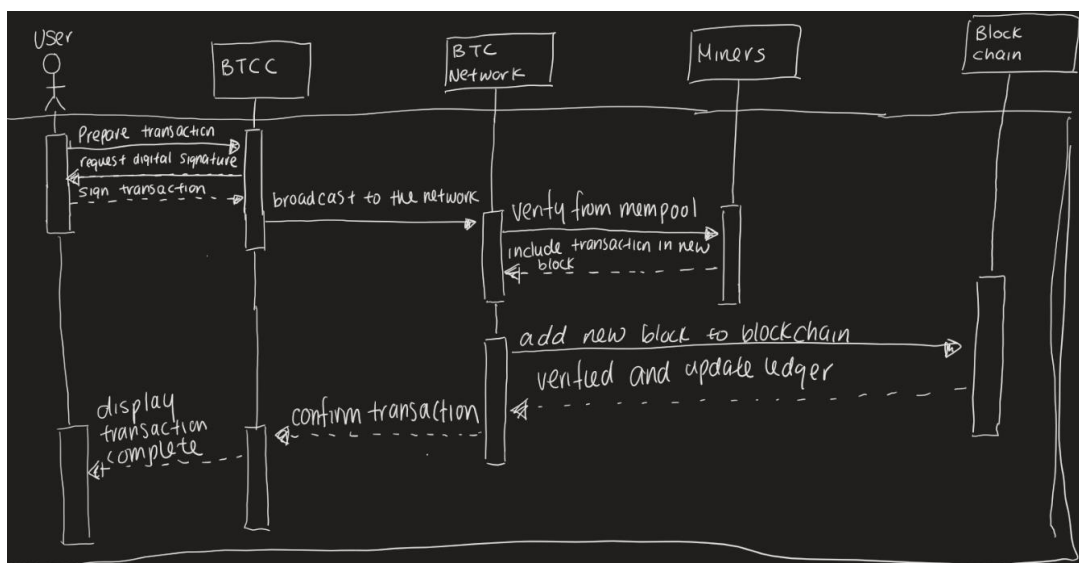 User
BTCC
BTC
Network
Miners
Block
chain
Prepare transaction
request digital signature
sign transaction
broadcast to the network
verify from mempool
include transaction in new
block
add new block to blockchain
verified and update ledger
confirm transaction
display
transaction
complete